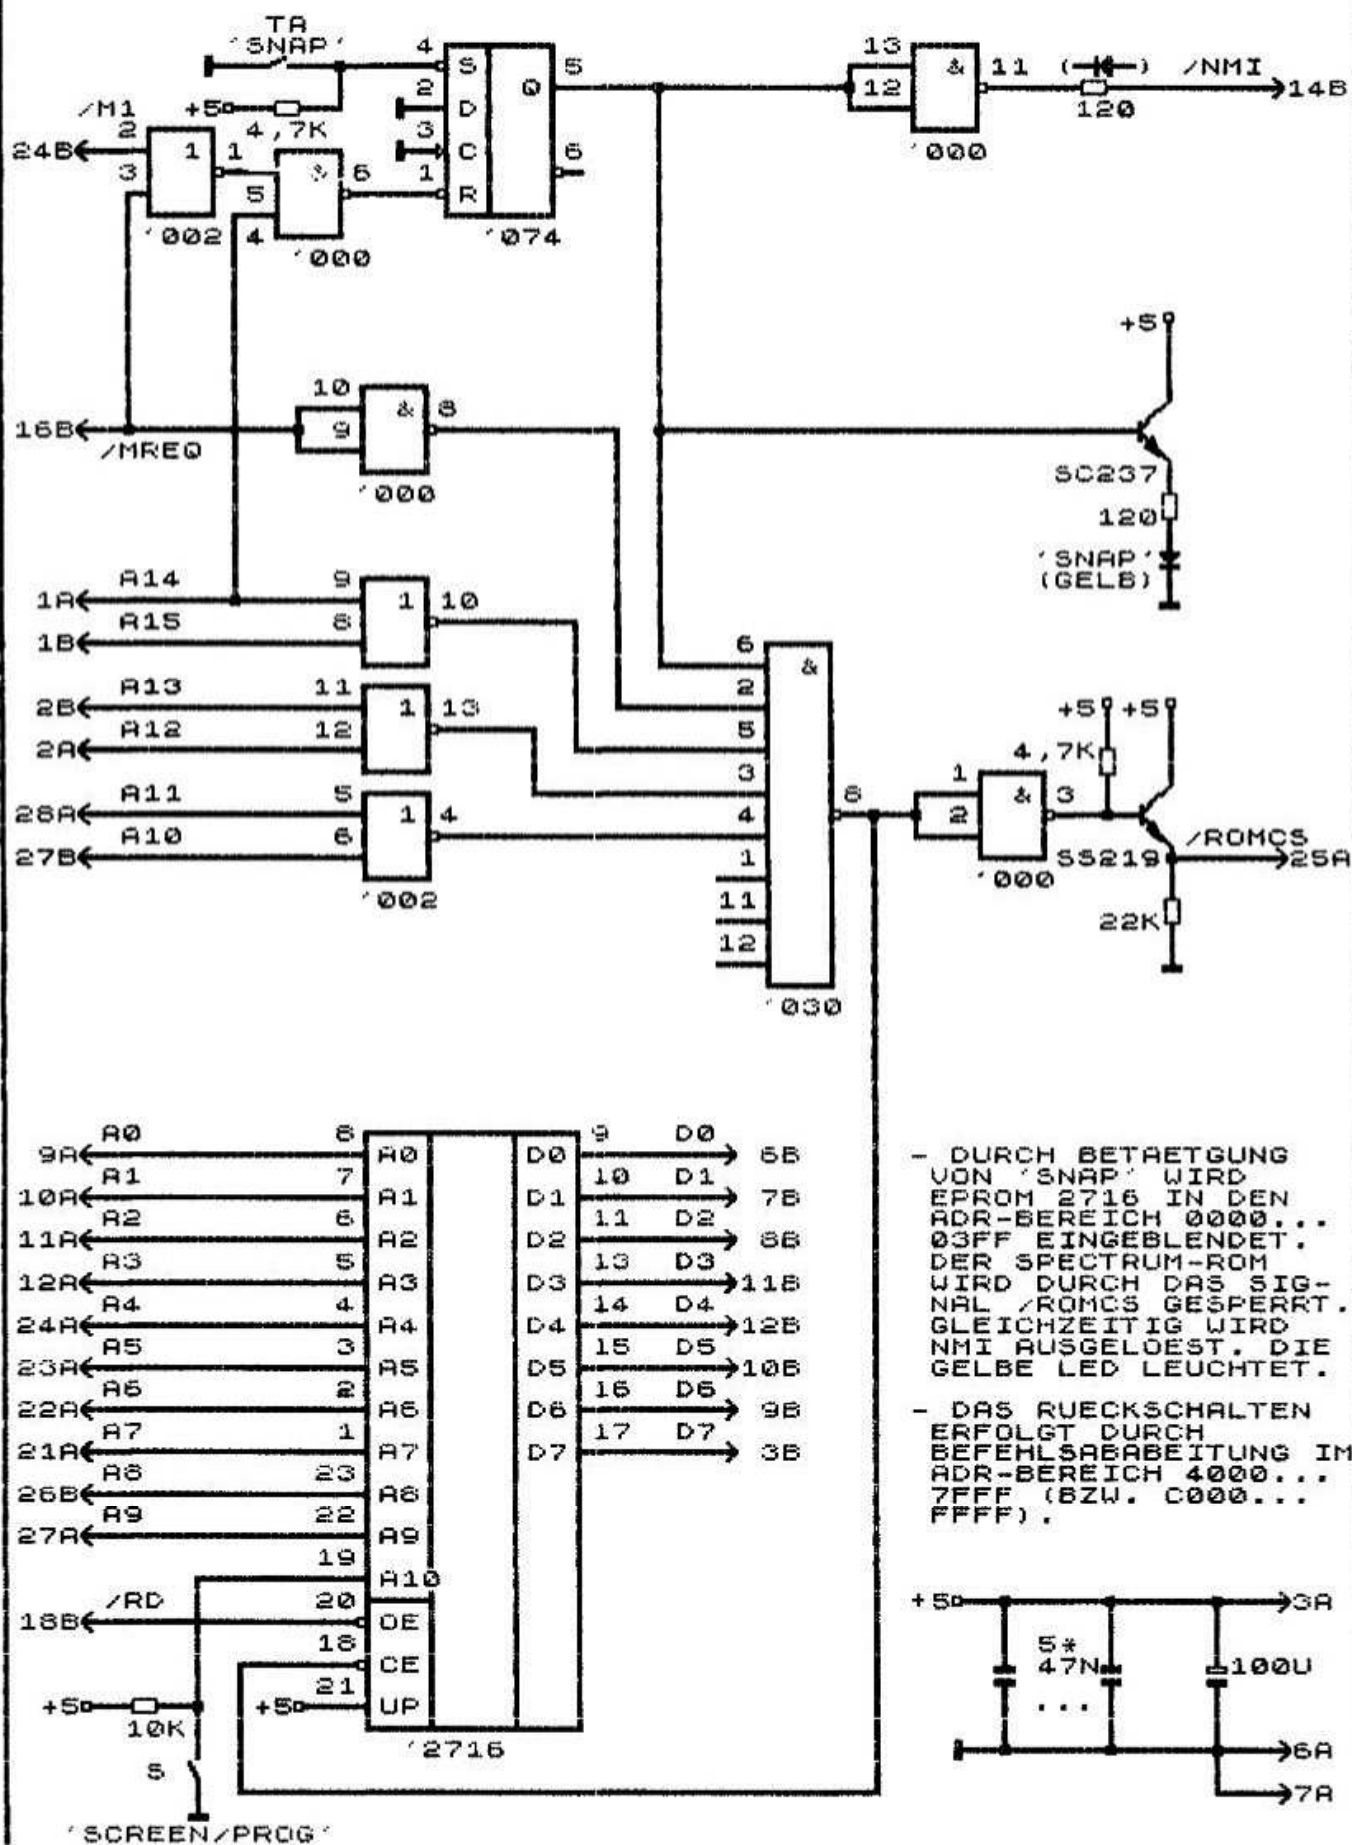 TA
'SNAP'
+5
4,7K
/M1
24B
2
3
1
1
'002
5
4
&
6
'000
4
2
3
1
S
D
C
R
Q
5
6
'074
13
12
&
11
'000
120
/NMI
14B
16B
/MREQ
10
9
&
8
'000
+5
SC237
120
'SNAP'
(GELB)
1A
A14
9
1B
A15
8
1
10
2B
A13
11
2A
A12
12
1
13
28A
A11
5
27B
A10
6
1
4
'002
6
2
5
3
4
1
11
12
&
8
'030
1
2
&
3
'000
4,7K
+5
+5
SS219
/ROMCS
25A
22K
9A A0 8 A0 D0 9 D0 6B
10A A1 7 A1 D1 10 D1 7B
11A A2 6 A2 D2 11 D2 8B
12A A3 5 A3 D3 13 D3 11B
24A A4 4 A4 D4 14 D4 12B
23A A5 3 A5 D5 15 D5 10B
22A A6 2 A6 D6 16 D6 9B
21A A7 1 A7 D7 17 D7 3B
26B A8 23 A8
27A A9 22 A9
19 A10
18B /RD 20 OE
18 CE
+5 21 UP
'2716
+5
10K
S
'SCREEN/PROG'
- DURCH BETAETGUNG
VON 'SNAP' WIRD
EPROM 2716 IN DEN
ADR-BEREICH 0000...
03FF EINGEBLENDET.
DER SPECTRUM-ROM
WIRD DURCH DAS SIG-
NAL /ROMCS GESPERRT.
GLEICHZEITIG WIRD
NMI AUSGELOEST. DIE
GELBE LED LEUCHTET.
- DAS RUECKSCHALTEN
ERFOLGT DURCH
BEFEHLSABABEITUNG IM
ADR-BEREICH 4000...
7FFF (BZW. C000...
FFFF).
+5
3A
5*
47N
...
100U
6A
7A